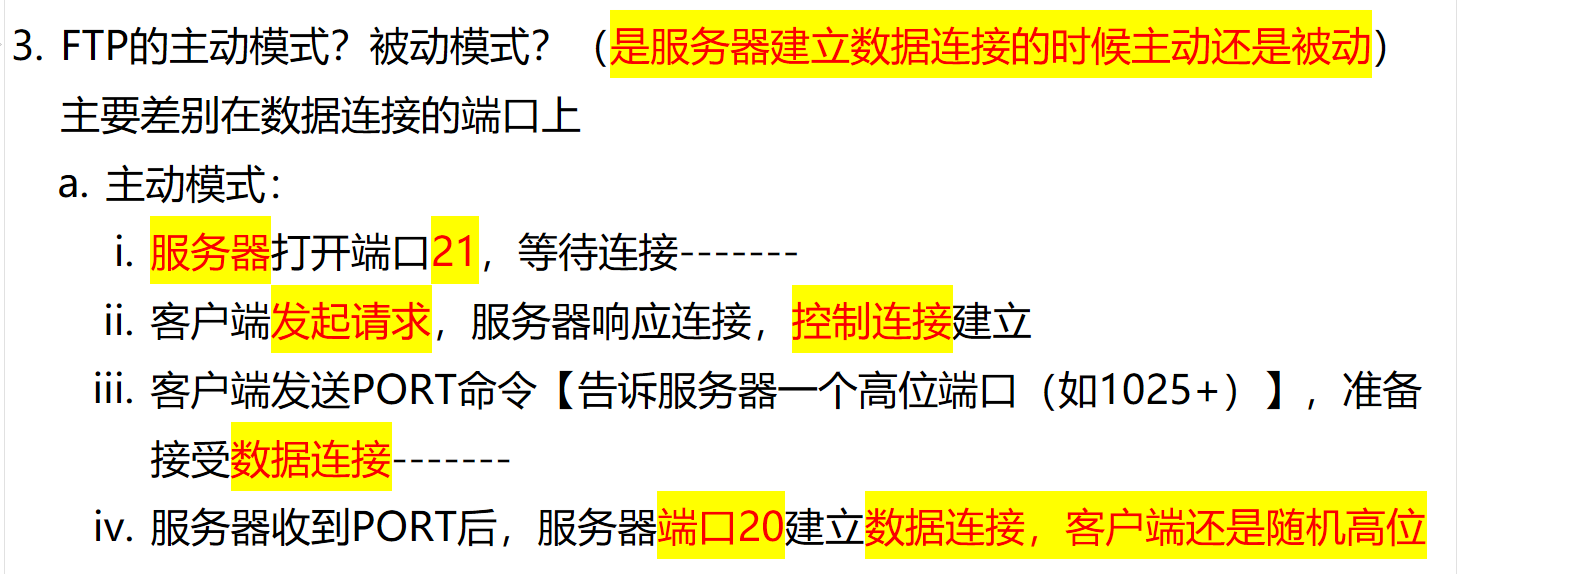 3. FTP的主动模式？被动模式？（是服务器建立数据连接的时候主动还是被动）
主要差别在数据连接的端口上
a. 主动模式：
i. 服务器打开端口21，等待连接-------
ii. 客户端发起请求，服务器响应连接，控制连接建立
iii. 客户端发送PORT命令【告诉服务器一个高位端口（如1025+）】，准备
接受数据连接-------
iv. 服务器收到PORT后，服务器端口20建立数据连接，客户端还是随机高位